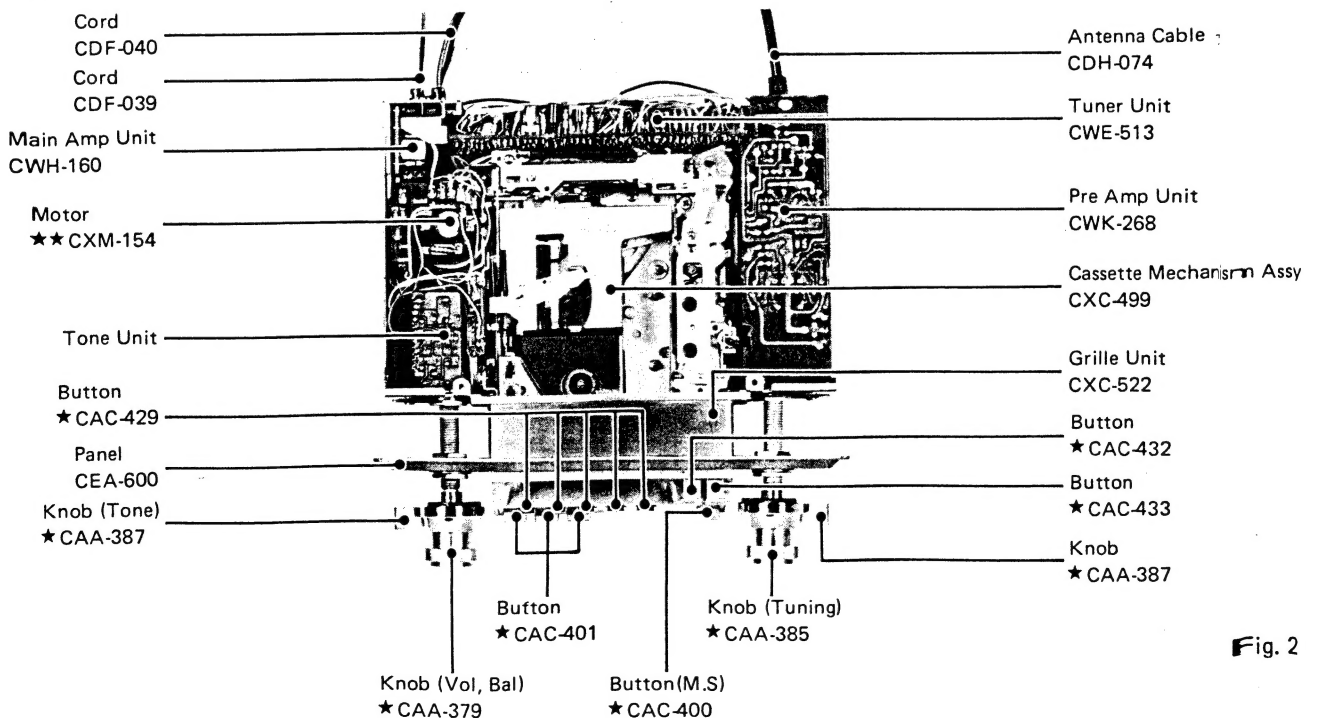 Cord
CDF-040
Cord
CDF-039
Main Amp Unit
CWH-160
Motor
★★ CXM-154
Tone Unit
Button
★ CAC-429
Panel
CEA-600
Knob (Tone)
★ CAA-387
Antenna Cable
CDH-074
Tuner Unit
CWE-513
Pre Amp Unit
CWK-268
Cassette Mechanism Assy
CXC-499
Grille Unit
CXC-522
Button
★ CAC-432
Button
★ CAC-433
Knob
★ CAA-387
Button
★ CAC-401
Knob (Tuning)
★ CAA-385
Knob (Vol, Bal)
★ CAA-379
Button(M.S)
★ CAC-400
Fig. 2